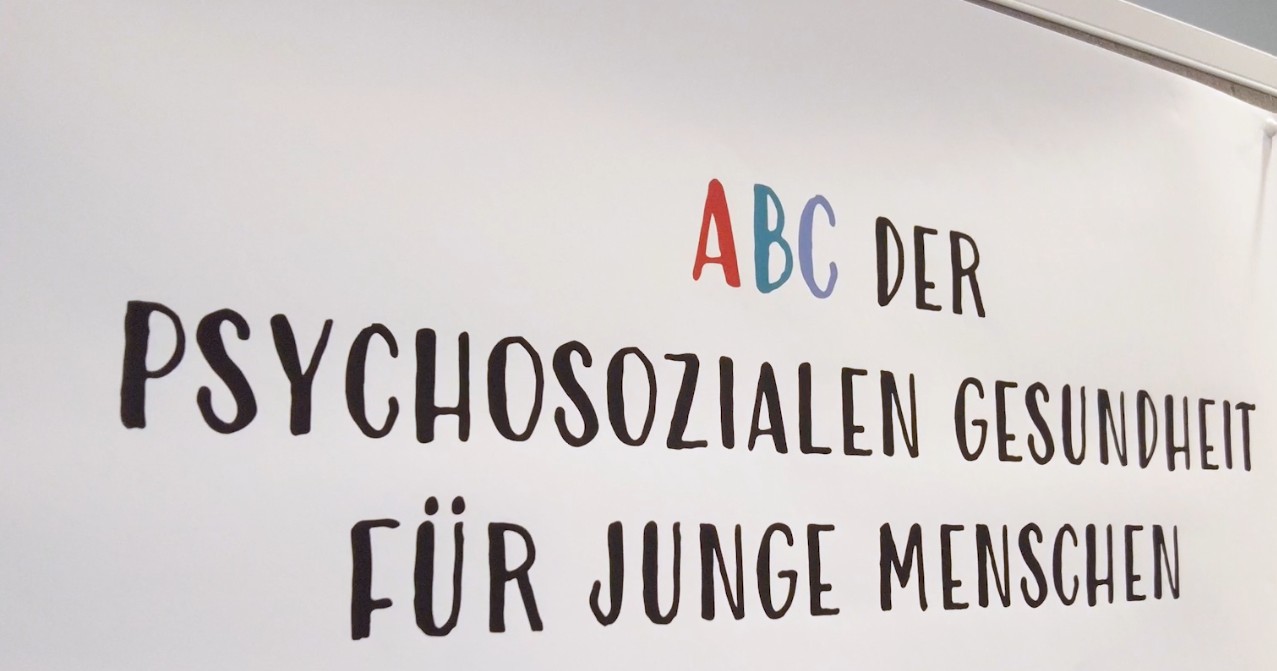 ABC DER
PSYCHOSOZIALEN GESUNDHEIT
FÜR JUNGE MENSCHEN